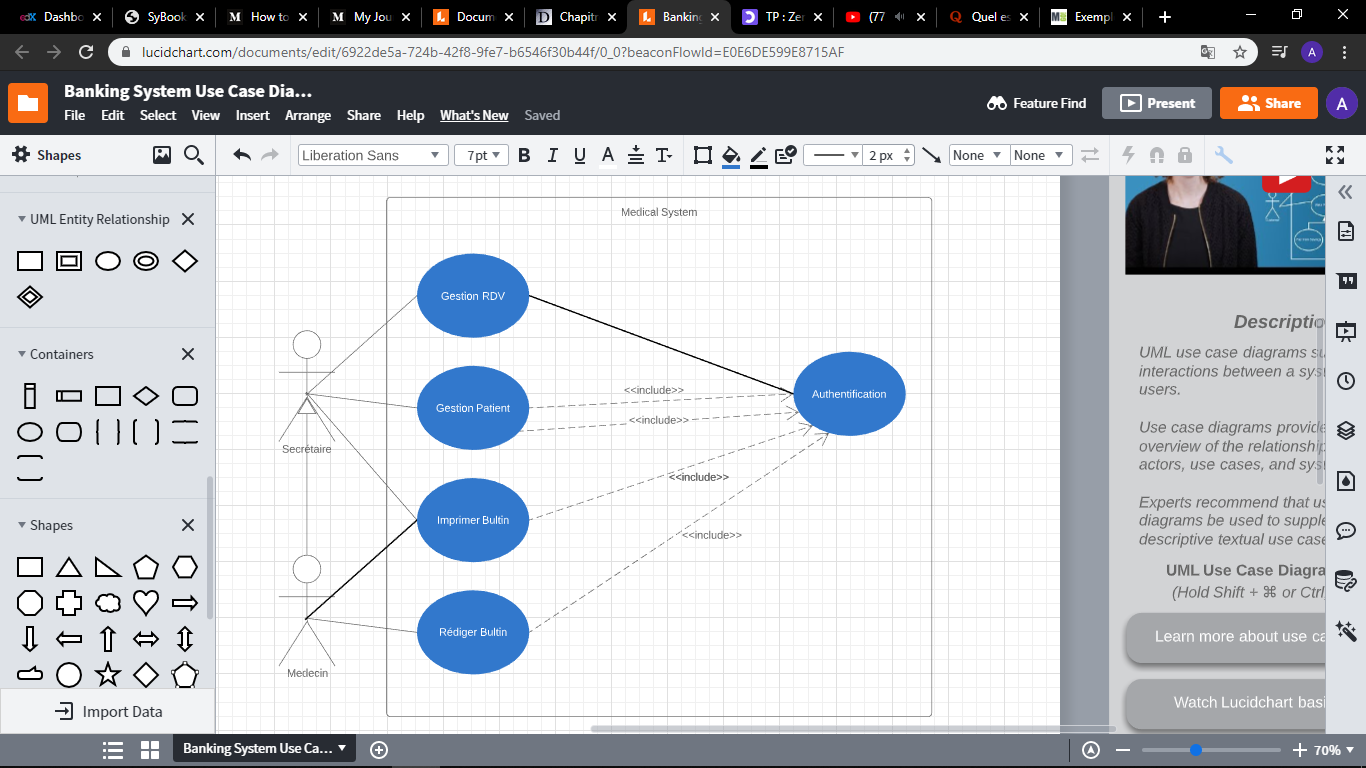 Dashbo
SyBook
How to
My Jou
Docum
Chapitr
Banking
TP : Zer
(77
Quel es
Exempl
lucidchart.com/documents/edit/6922de5a-724b-42f8-9fe7-b6546f30b44f/0_0?beaconFlowId=E0E6DE599E8715AF
A
Banking System Use Case Dia...
File Edit Select View Insert Arrange Share Help What's New Saved
Feature Find
Present
Share
A
Shapes
Liberation Sans
7pt
B I U A T
2 px
None
None
UML Entity Relationship
Containers
Shapes
Import Data
Medical System
Gestion RDV
Gestion Patient
Imprimer Bultin
Rédiger Bultin
Authentification
<<include>>
<<include>>
<<include>>
<<include>>
Secrétaire
Medecin
Descriptio
UML use case diagrams su
interactions between a sys
users.
Use case diagrams provide
overview of the relationship
actors, use cases, and sys
Experts recommend that us
diagrams be used to supple
descriptive textual use case
UML Use Case Diagra
(Hold Shift + ⌘ or Ctrl
Learn more about use ca
Watch Lucidchart basi
Banking System Use Ca...
70%